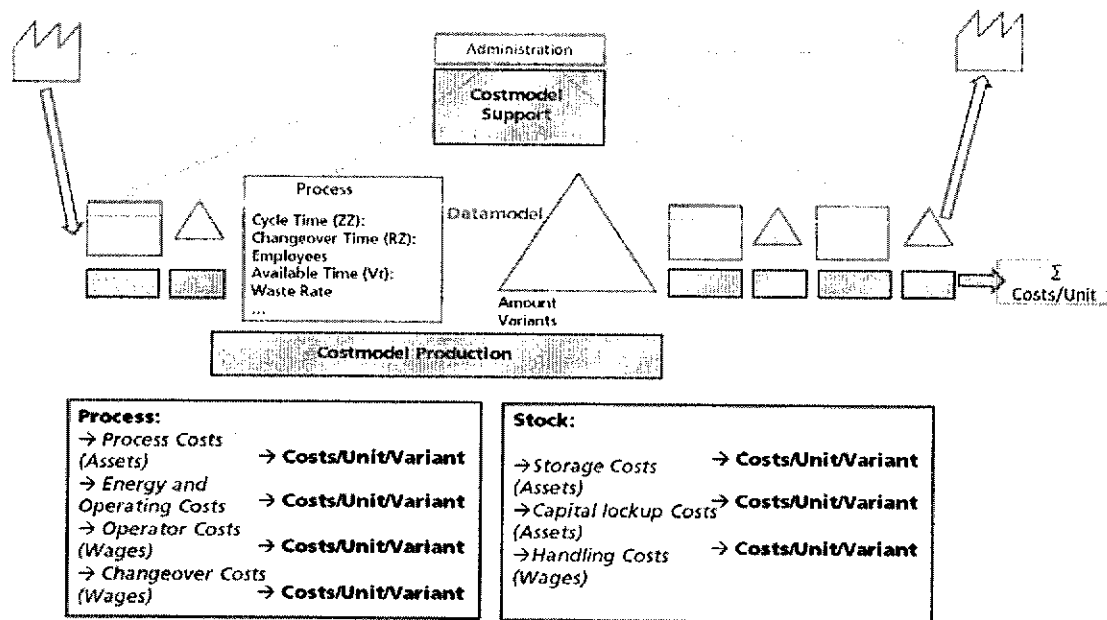 Administration
Costmodel
Support
Process
Cycle Time (ZZ):
Changeover Time (RZ):
Employees
Available Time (Vt):
Waste Rate
...
Datamodel
Amount
Variants
Σ
Costs/Unit
Costmodel Production
Process:
→ Process Costs
(Assets) → Costs/Unit/Variant
→ Energy and
Operating Costs → Costs/Unit/Variant
→ Operator Costs
(Wages) → Costs/Unit/Variant
→ Changeover Costs
(Wages) → Costs/Unit/Variant
Stock:
→Storage Costs → Costs/Unit/Variant
(Assets)
→Capital lockup Costs → Costs/Unit/Variant
(Assets)
→Handling Costs → Costs/Unit/Variant
(Wages)